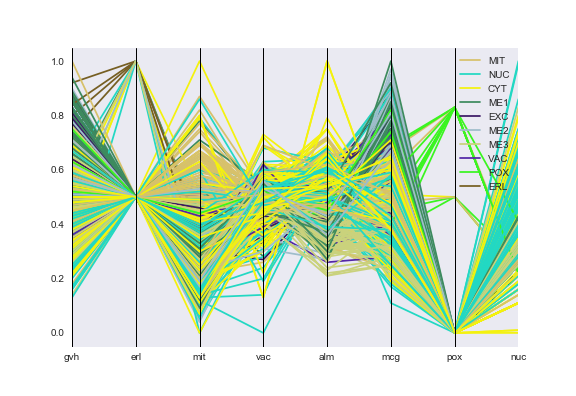 1.0
0.8
0.6
0.4
0.2
0.0
gvh erl mit vac alm mcg pox nuc
MIT
NUC
CYT
ME1
EXC
ME2
ME3
VAC
POX
ERL